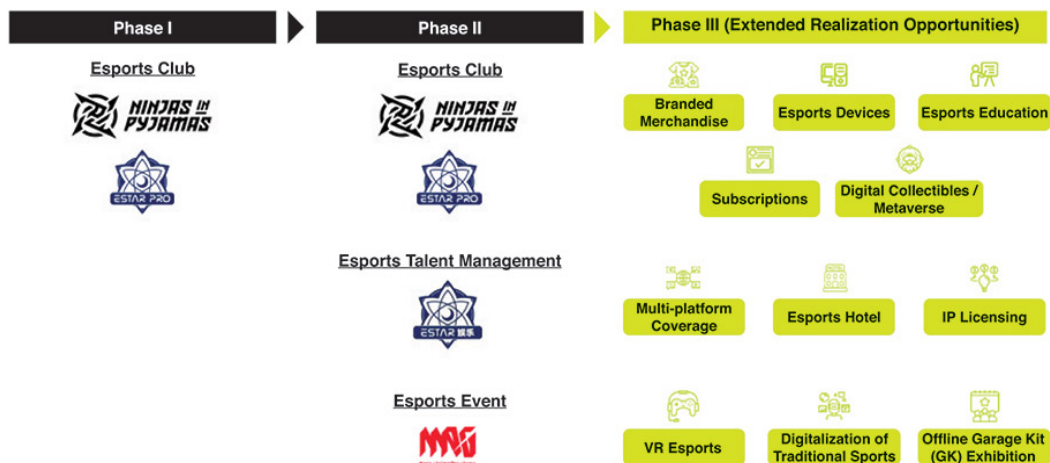 Phase I
Phase II
Phase III (Extended Realization Opportunities)
Esports Club
NINJAS IN
PYJAMAS
ESTAR PRO
Esports Club
NINJAS IN
PYJAMAS
ESTAR PRO
Esports Talent Management
ESTAR 娱乐
Esports Event
Branded
Merchandise
Esports Devices
Esports Education
Subscriptions
Digital Collectibles /
Metaverse
Multi-platform
Coverage
Esports Hotel
IP Licensing
VR Esports
Digitalization of
Traditional Sports
Offline Garage Kit
(GK) Exhibition